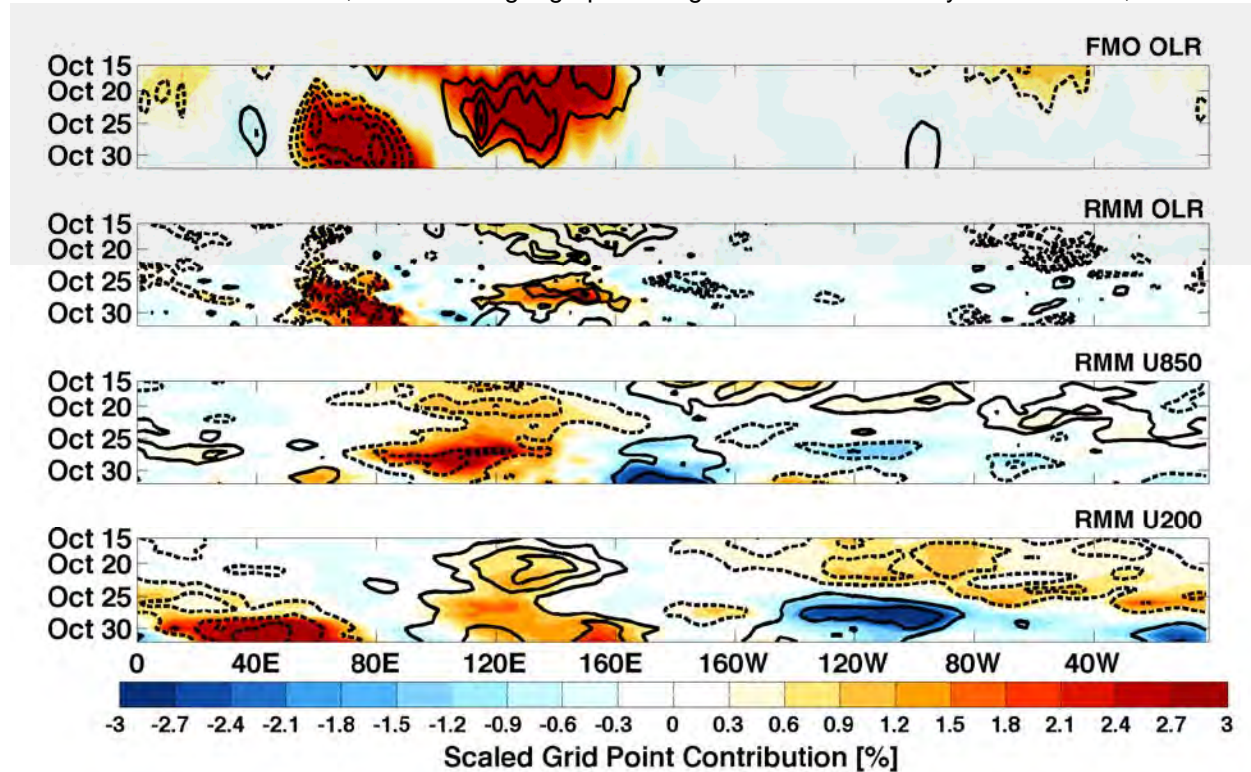 FMO OLR
Oct 15
Oct 20
Oct 25
Oct 30
RMM OLR
Oct 15
Oct 20
Oct 25
Oct 30
RMM U850
Oct 15
Oct 20
Oct 25
Oct 30
RMM U200
Oct 15
Oct 20
Oct 25
Oct 30
0 40E 80E 120E 160E 160W 120W 80W 40W
-3 -2.7 -2.4 -2.1 -1.8 -1.5 -1.2 -0.9 -0.6 -0.3 0 0.3 0.6 0.9 1.2 1.5 1.8 2.1 2.4 2.7 3
Scaled Grid Point Contribution [%]